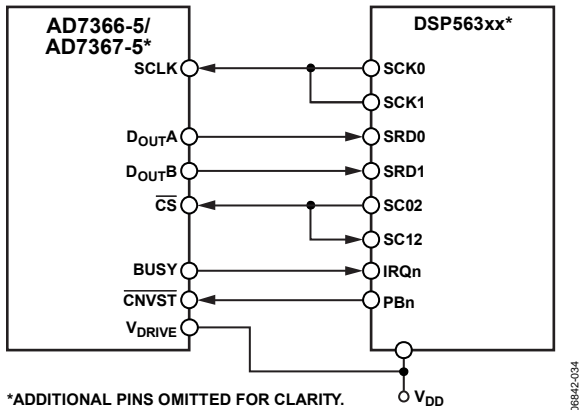 AD7366-5/
AD7367-5*
DSP563xx*
SCLK
SCK0
SCK1
DOUTA
SRD0
DOUTB
SRD1
CS
SC02
SC12
BUSY
IRQn
CNVST
PBn
VDRIVE
*ADDITIONAL PINS OMITTED FOR CLARITY.
VDD
06842-034